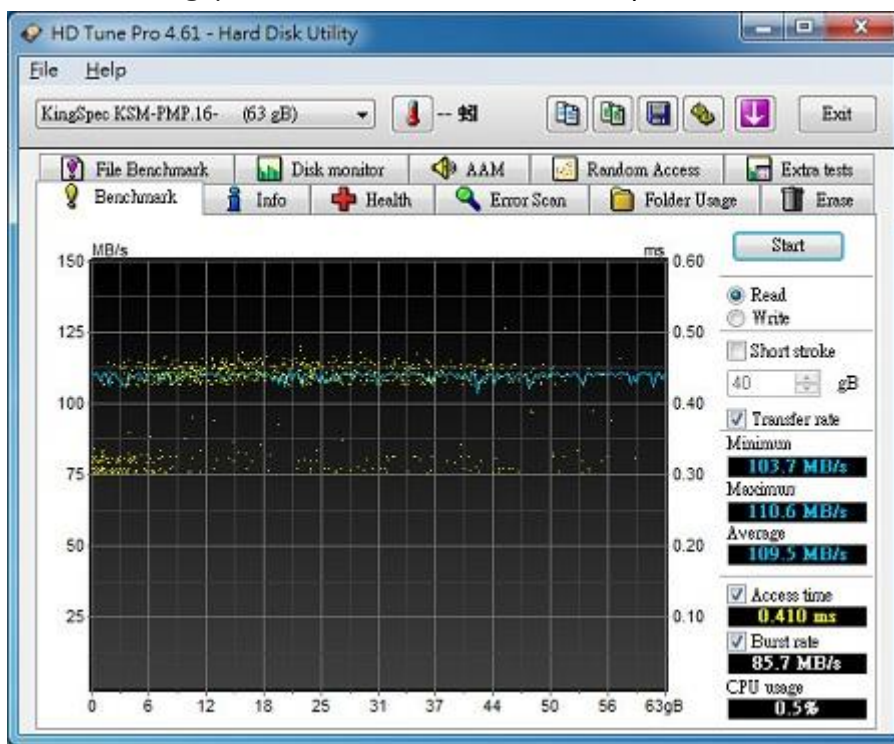 HD Tune Pro 4.61 - Hard Disk Utility
File Help
KingSpec KSM-PMP.16- (63 gB) -- 蚓 Exit
File Benchmark Disk monitor AAM Random Access Extra tests
Benchmark Info Health Error Scan Folder Usage Erase
MB/s ms
150 0.60
125 0.50
100 0.40
75 0.30
50 0.20
25 0.10
0 6 12 18 25 31 37 44 50 56 63gB
Start
Read
Write
Short stroke
40 gB
Transfer rate
Minimum
103.7 MB/s
Maximum
110.6 MB/s
Average
109.5 MB/s
Access time
0.410 ms
Burst rate
85.7 MB/s
CPU usage
0.5%